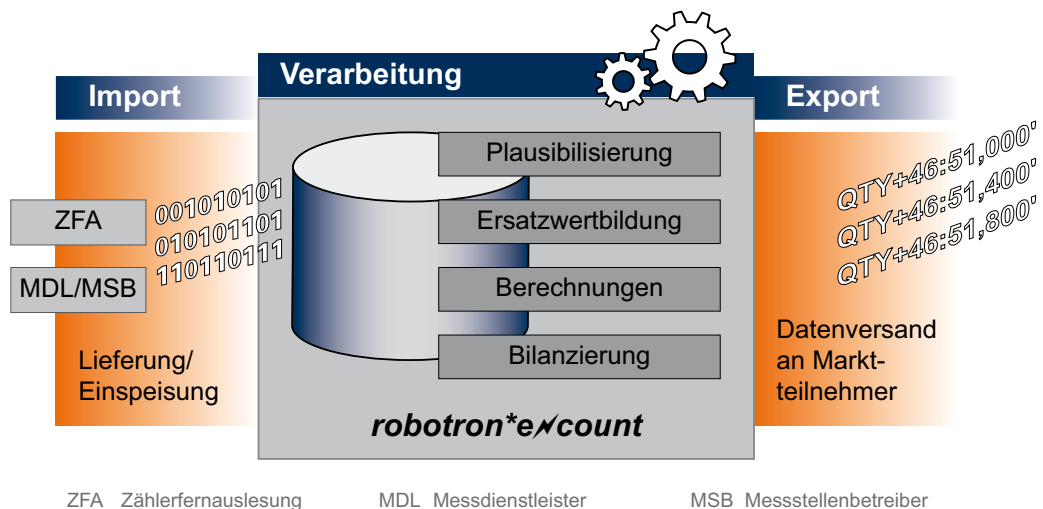 Import
Verarbeitung
Export
ZFA
MDL/MSB
001010101
010101101
110110111
Lieferung/
Einspeisung
Plausibilisierung
Ersatzwertbildung
Berechnungen
Bilanzierung
robotron*e count
QTY+46:51,000'
QTY+46:51,400'
QTY+46:51,800'
Datenversand
an Markt-
teilnehmer
ZFA Zählerfernauslesung MDL Messdienstleister MSB Messstellenbetreiber